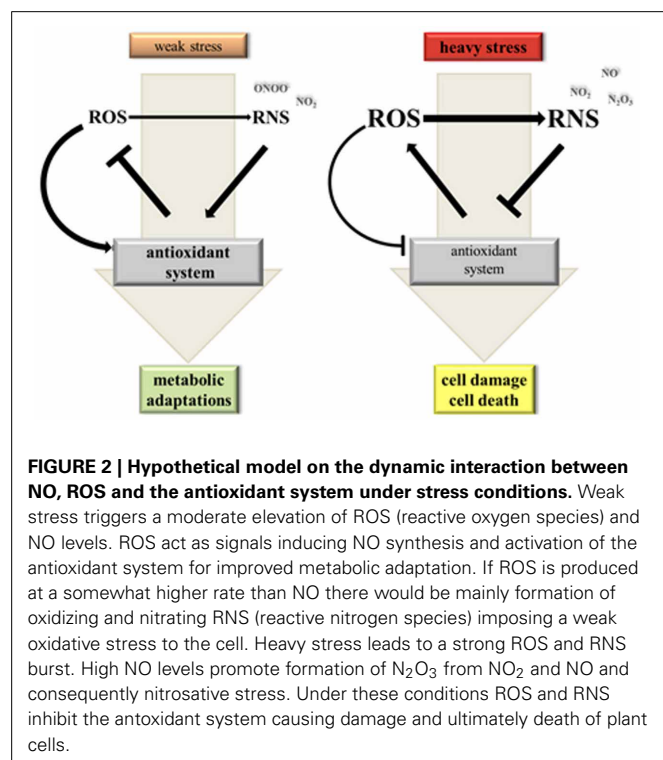 weak stress
heavy stress
ONOO⁻
NO₂
ROS
RNS
NO
NO₂
N₂O₃
ROS
RNS
antioxidant
system
antioxidant
system
metabolic
adaptations
cell damage
cell death
FIGURE 2 | Hypothetical model on the dynamic interaction between
NO, ROS and the antioxidant system under stress conditions. Weak
stress triggers a moderate elevation of ROS (reactive oxygen species) and
NO levels. ROS act as signals inducing NO synthesis and activation of the
antioxidant system for improved metabolic adaptation. If ROS is produced
at a somewhat higher rate than NO there would be mainly formation of
oxidizing and nitrating RNS (reactive nitrogen species) imposing a weak
oxidative stress to the cell. Heavy stress leads to a strong ROS and RNS
burst. High NO levels promote formation of N₂O₃ from NO₂ and NO and
consequently nitrosative stress. Under these conditions ROS and RNS
inhibit the antoxidant system causing damage and ultimately death of plant
cells.